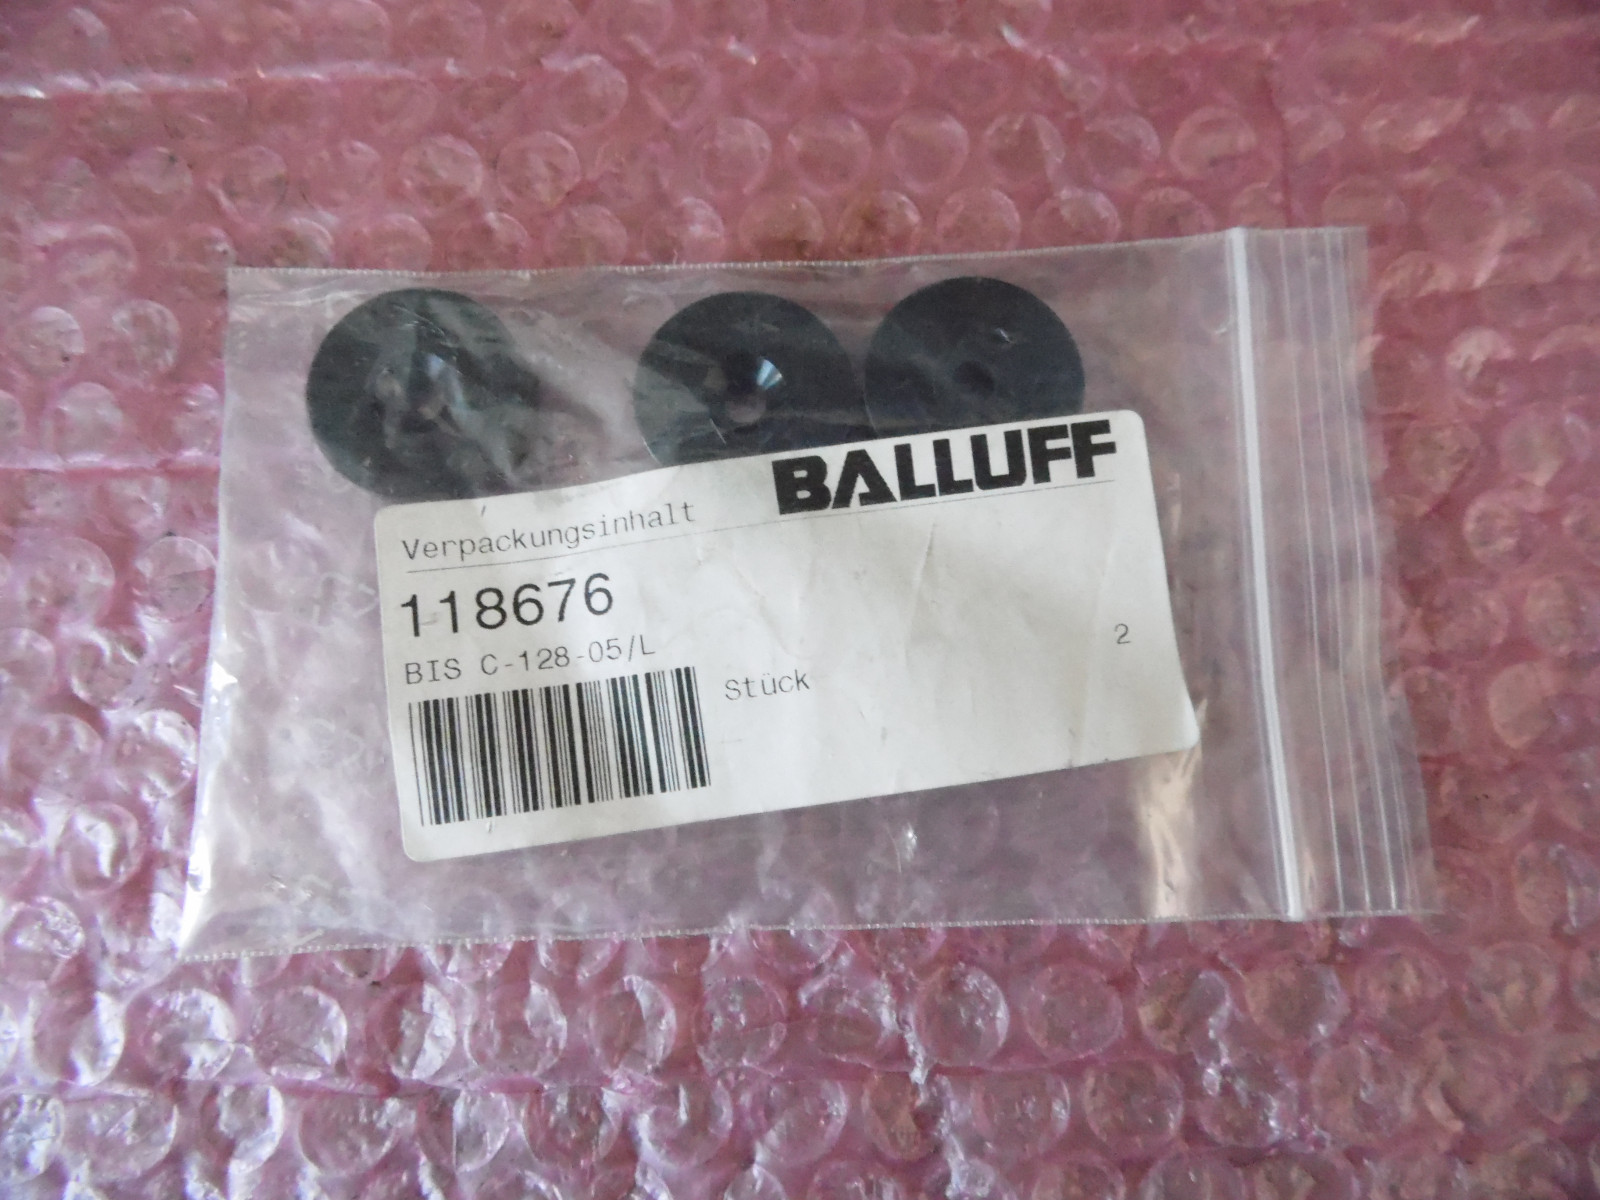 BALLUFF
Verpackungsinhalt
118676
BIS C-128-05/L
Stück 2